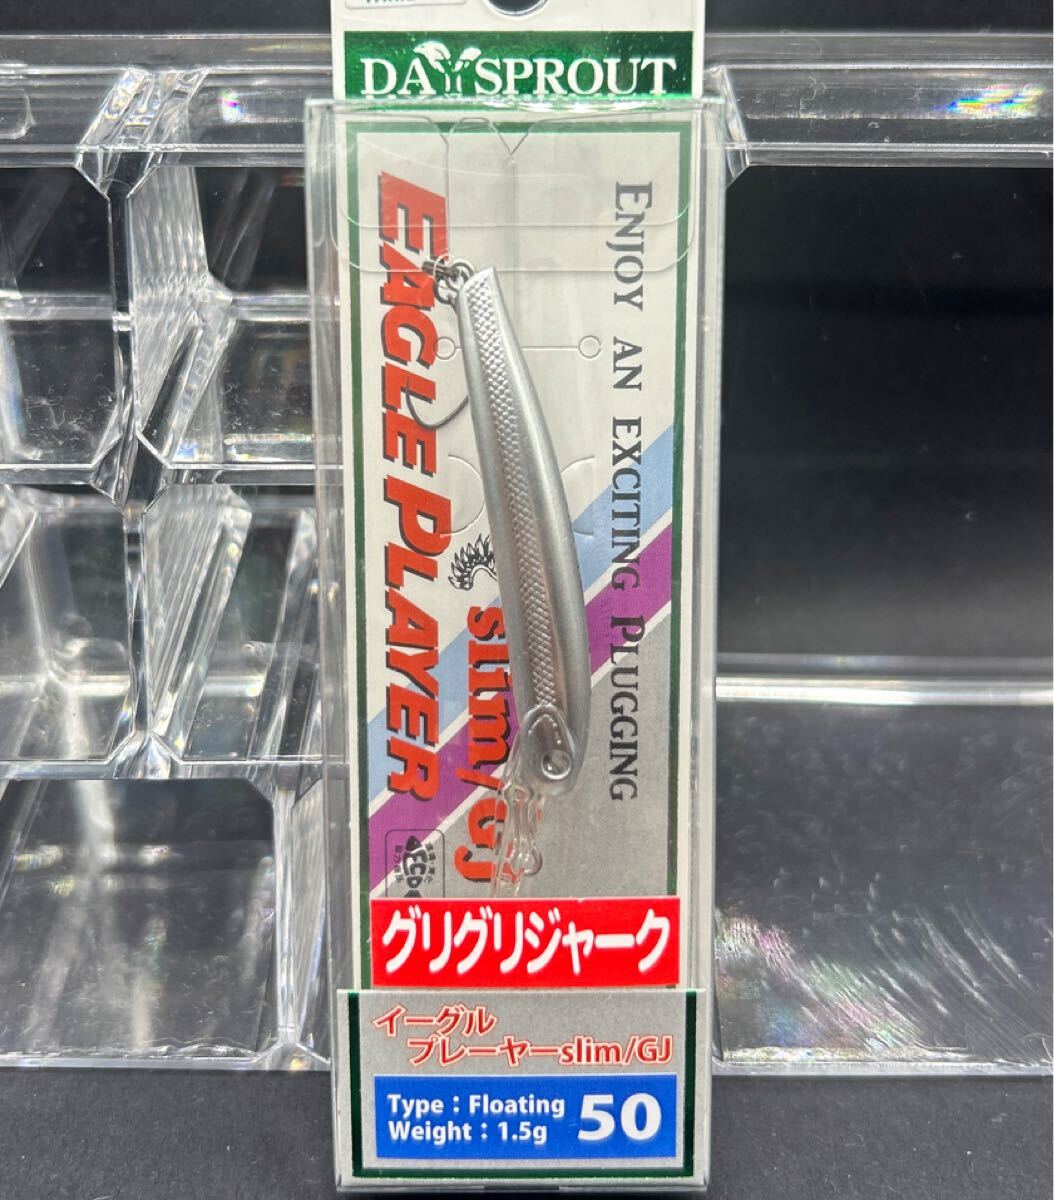 DAYSPROUT
EAGLE PLAYER
slim/GJ
ENJOY AN EXCITING PLUGGING
ECO
グリグリジャーク
イーグル
プレーヤーslim/GJ
Type : Floating
Weight : 1.5g
50